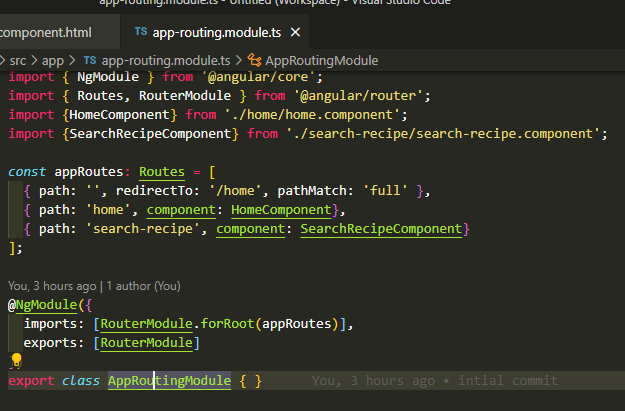 app-routing.module.ts - Untitled (Workspace) - Visual Studio Code
component.html
TS app-routing.module.ts ×
> src > app > TS app-routing.module.ts > AppRoutingModule
import { NgModule } from '@angular/core';
import { Routes, RouterModule } from '@angular/router';
import {HomeComponent} from './home/home.component';
import {SearchRecipeComponent} from './search-recipe/search-recipe.component';
const appRoutes: Routes = [
{ path: '', redirectTo: '/home', pathMatch: 'full' },
{ path: 'home', component: HomeComponent},
{ path: 'search-recipe', component: SearchRecipeComponent}
];
You, 3 hours ago | 1 author (You)
@NgModule({
imports: [RouterModule.forRoot(appRoutes)],
exports: [RouterModule]
export class AppRoutingModule { } You, 3 hours ago • intial commit